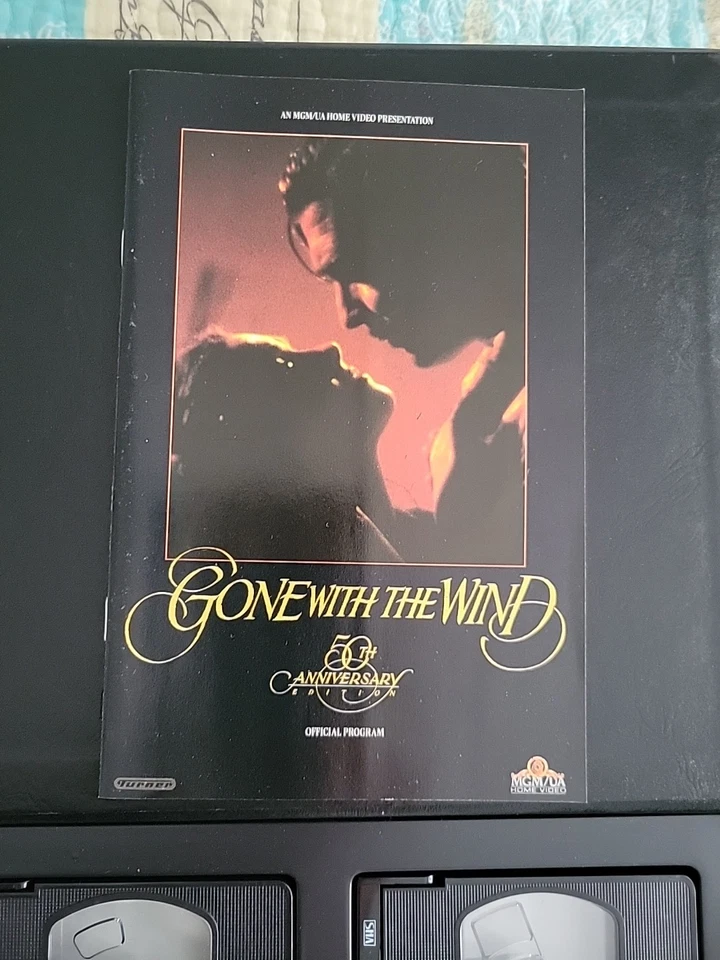 AN MGM/UA HOME VIDEO PRESENTATION
GONE WITH THE WIND
50TH
ANNIVERSARY
EDITION
OFFICIAL PROGRAM
Turner
MGM/UA
HOME VIDEO
VHS